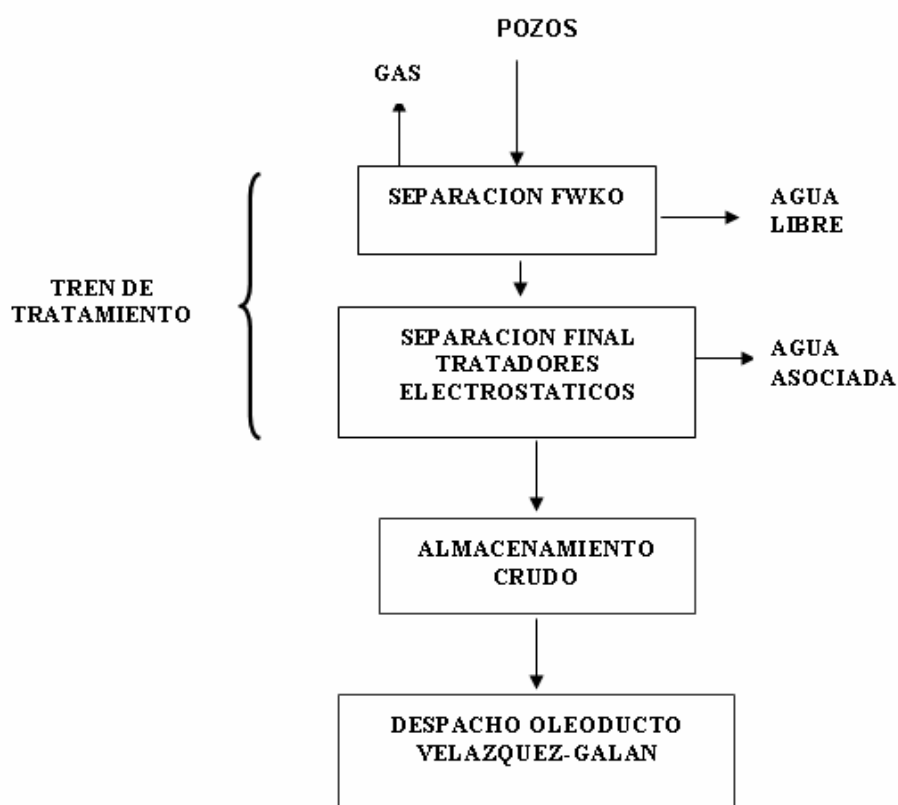 POZOS
GAS
SEPARACION FWKO
AGUA
LIBRE
TREN DE
TRATAMIENTO
SEPARACION FINAL
TRATADORES
ELECTROSTATICOS
AGUA
ASOCIADA
ALMACENAMIENTO
CRUDO
DESPACHO OLEODUCTO
VELAZQUEZ-GALAN